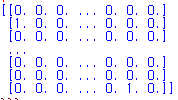 [[0. 0. 0. ... 0. 0. 0.]
[1. 0. 0. ... 0. 0. 0.]
[0. 0. 0. ... 0. 0. 0.]
...
[0. 0. 0. ... 0. 0. 0.]
[0. 0. 0. ... 0. 0. 0.]
[0. 0. 0. ... 0. 1. 0.]]